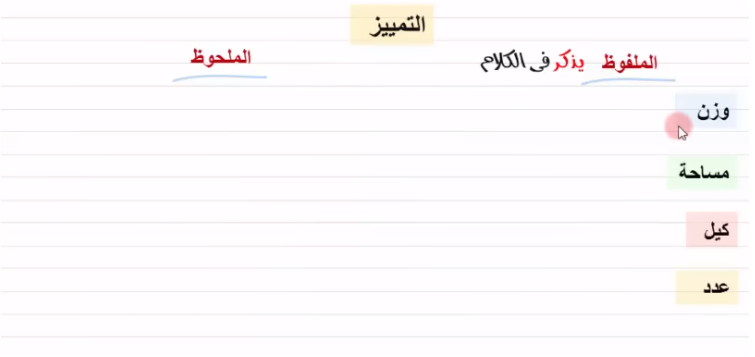 التمييز
الملفوظ يذكر فى الكلام
الملحوظ
وزن
مساحة
كيل
عدد